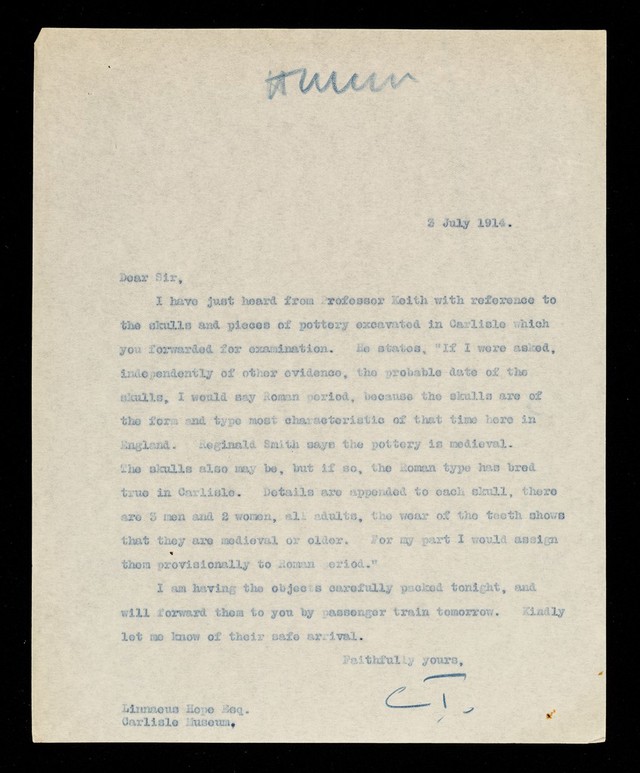 Human
2 July 1914.
Dear Sir,
I have just heard from Professor Keith with reference to
the skulls and pieces of pottery excavated in Carlisle which
you forwarded for examination. He states, "If I were asked,
independently of other evidence, the probable date of the
skulls, I would say Roman period, because the skulls are of
the form and type most characteristic of that time here in
England. Reginald Smith says the pottery is medieval.
The skulls also may be, but if so, the Roman type has bred
true in Carlisle. Details are appended to each skull, there
are 3 men and 2 women, all adults, the wear of the teeth shows
that they are medieval or older. For my part I would assign
them provisionally to Roman period."
I am having the objects carefully packed tonight, and
will forward them to you by passenger train tomorrow. Kindly
let me know of their safe arrival.
Faithfully yours,
Linnaeus Hope Esq.
Carlisle Museum.